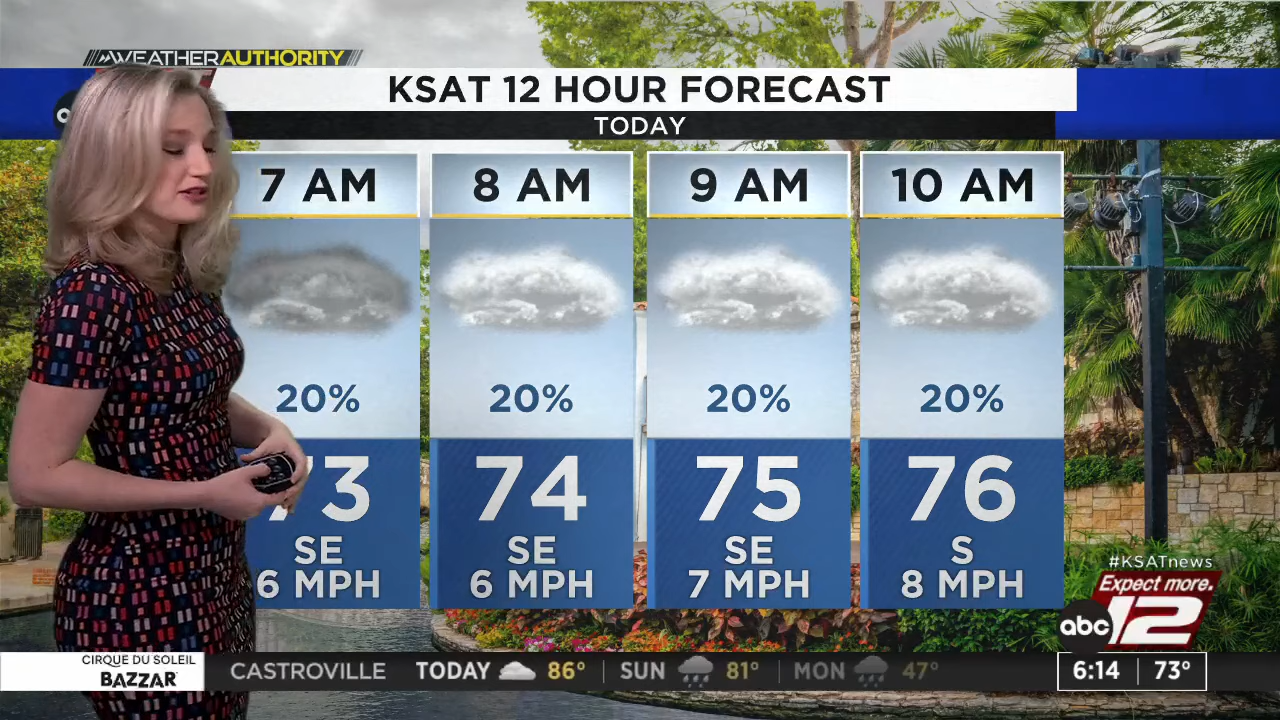 WEATHERAUTHORITY
KSAT 12 HOUR FORECAST
TODAY
7 AM
8 AM
9 AM
10 AM
20%
20%
20%
20%
73
74
75
76
SE
SE
SE
S
6 MPH
6 MPH
7 MPH
8 MPH
#KSATnews
Expect more.
abc 12
CIRQUE DU SOLEIL
BAZZAR
CASTROVILLE TODAY 86° SUN 81° MON 47°
6:14 73°